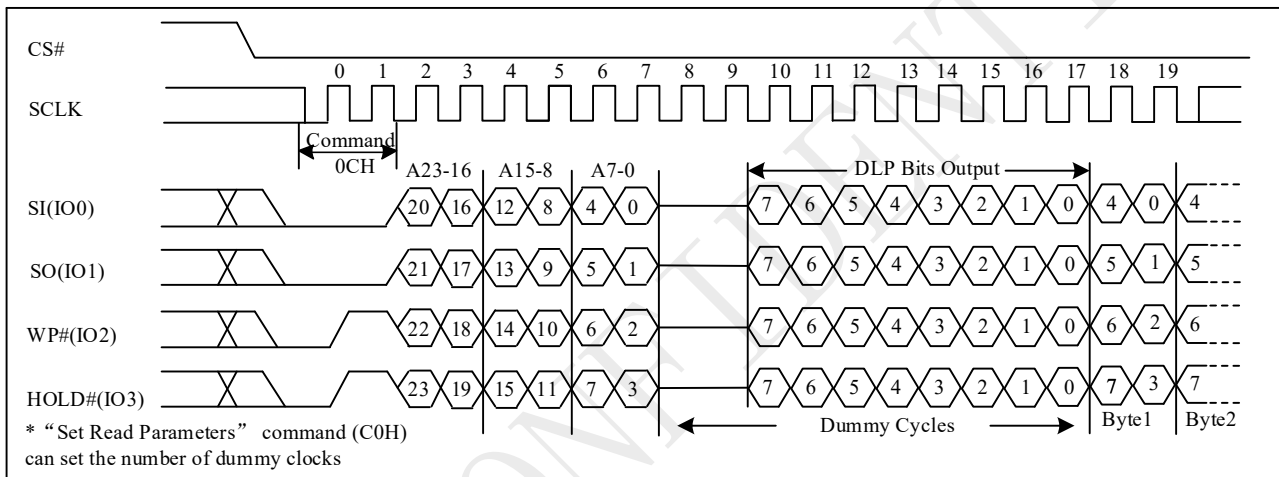 CS#
0 1 2 3 4 5 6 7 8 9 10 11 12 13 14 15 16 17 18 19
SCLK
Command
0CH
A23-16 A15-8 A7-0 DLP Bits Output
SI(IO0) 20 16 12 8 4 0 7 6 5 4 3 2 1 0 4 0 4
SO(IO1) 21 17 13 9 5 1 7 6 5 4 3 2 1 0 5 1 5
WP#(IO2) 22 18 14 10 6 2 7 6 5 4 3 2 1 0 6 2 6
HOLD#(IO3) 23 19 15 11 7 3 7 6 5 4 3 2 1 0 7 3 7
Dummy Cycles Byte1 Byte2
* “Set Read Parameters” command (C0H)
can set the number of dummy clocks
CONFIDENT